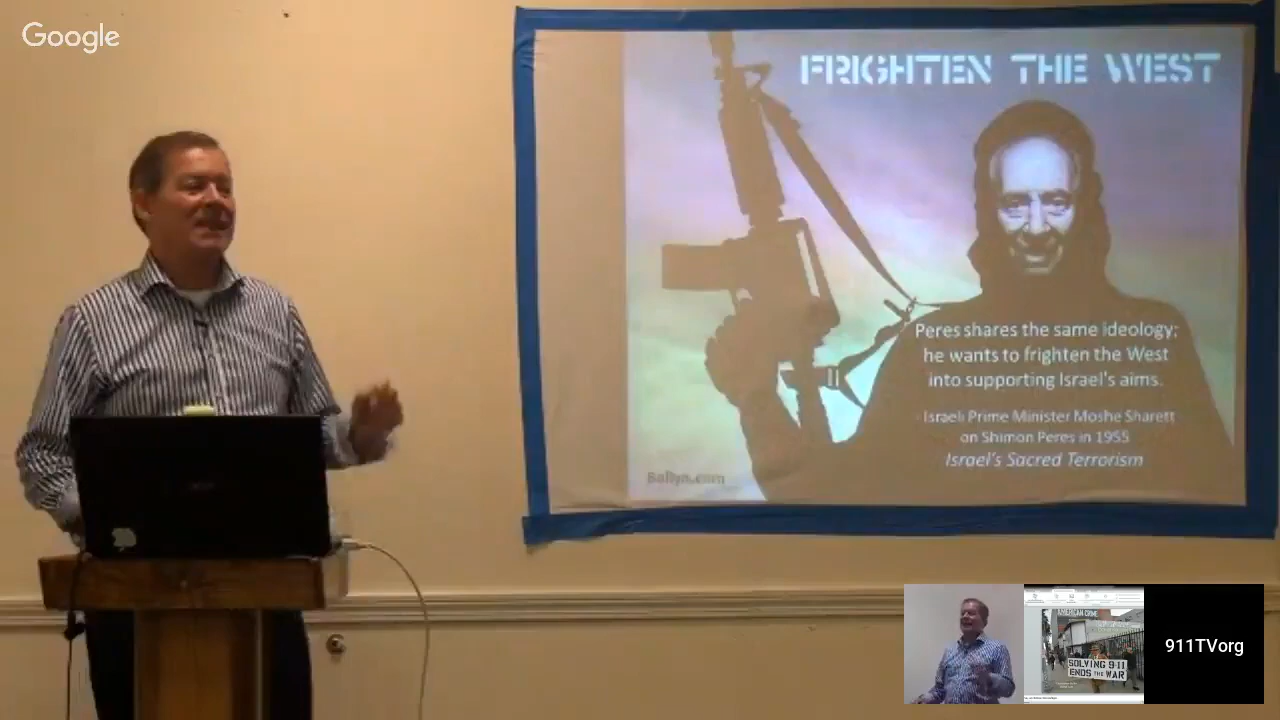 Google
FRIGHTEN THE WEST
Peres shares the same ideology;
he wants to frighten the West
into supporting Israel's aims.
Israeli Prime Minister Moshe Sharett
on Shimon Peres in 1955
Israel's Sacred Terrorism
Bollyn.com
AMERICAN CRIME
SOLVING 9-11
ENDS THE WAR
911TVorg